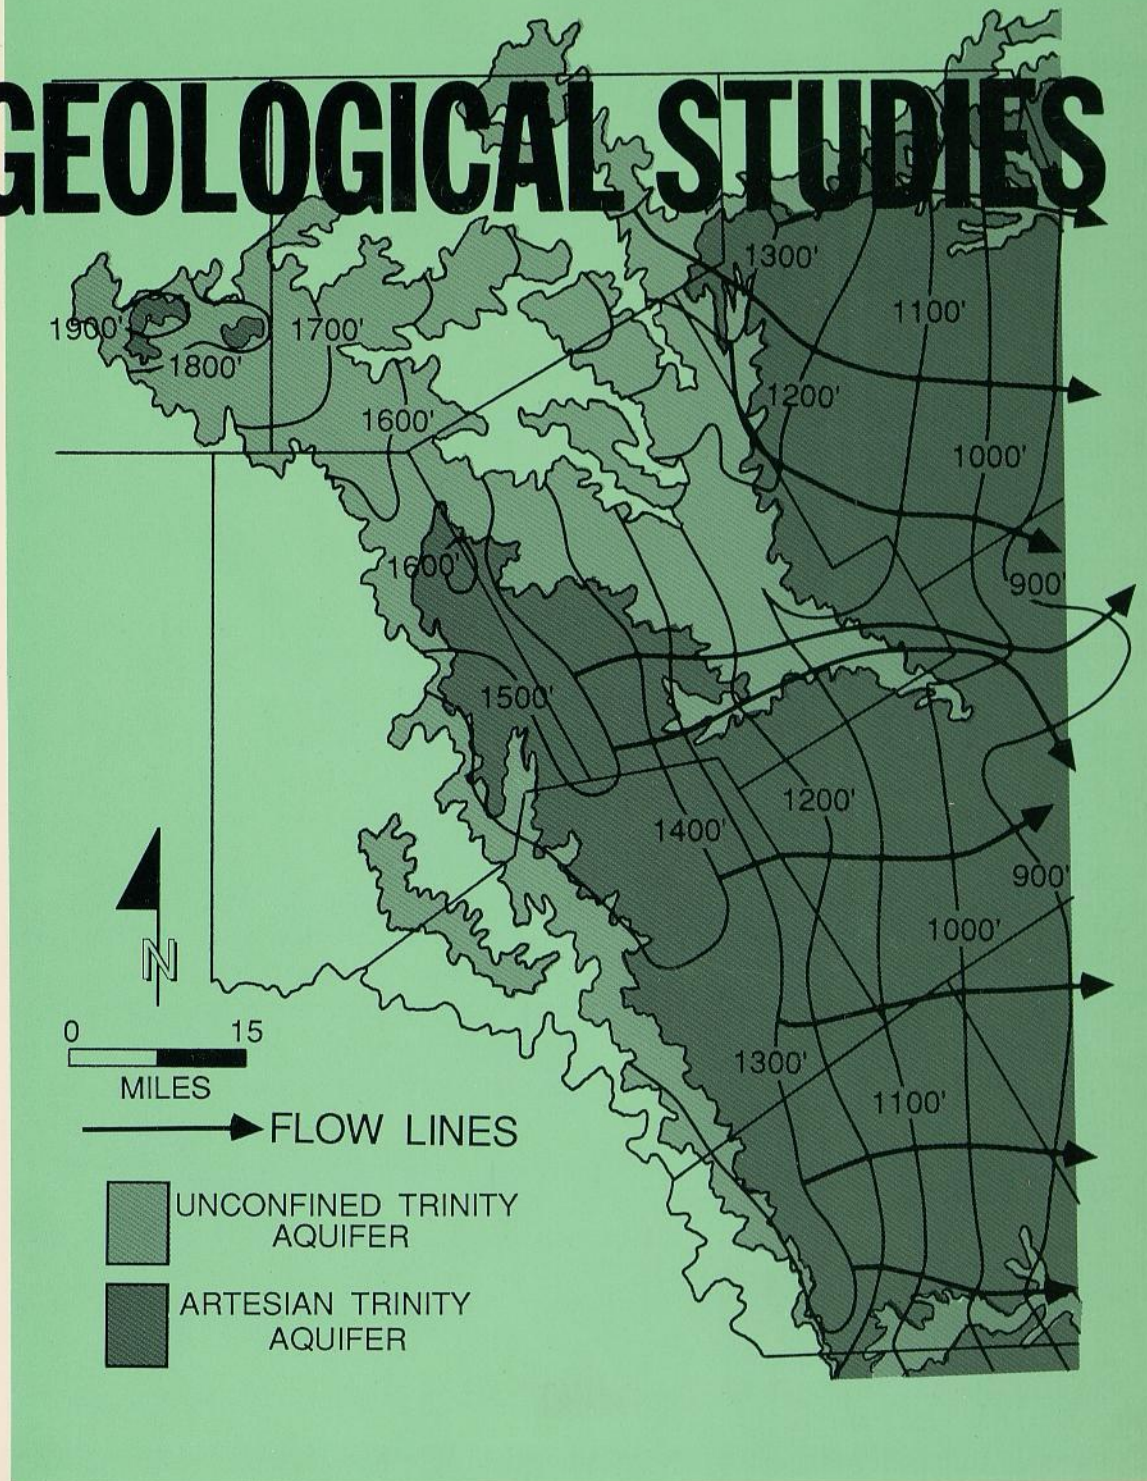 GEOLOGICAL STUDIES
1300'
1100'
1900'
1700'
1800'
1200'
1600'
1000'
1600'
900'
1500'
1200'
1400'
900'
1000'
N
0 15
MILES
1300'
1100'
FLOW LINES
UNCONFINED TRINITY
AQUIFER
ARTESIAN TRINITY
AQUIFER